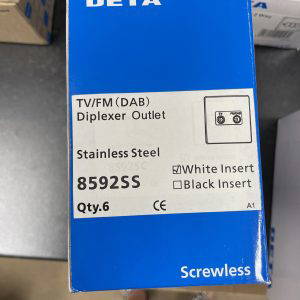 DETA
TV/FM(DAB)
Diplexer Outlet
Stainless Steel
☑White Insert
8592SS
☐Black Insert
Qty.6
CE
A1
Screwless